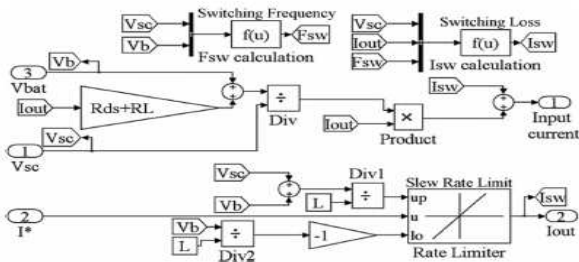 Switching Frequency
Vsc
Vb
f(u)
Fsw
Fsw calculation
Switching Loss
Vsc
Iout
Fsw
f(u)
Isw
Isw calculation
Vb
3
Vbat
Iout
Rds+RL
÷
Div
Isw
1
Input
current
Iout
×
Product
Vsc
1
Vsc
Vsc
Vb
Div1
L
÷
Slew Rate Limit
up
u
lo
Rate Limiter
Isw
2
Iout
2
I*
Vb
L
÷
Div2
-1